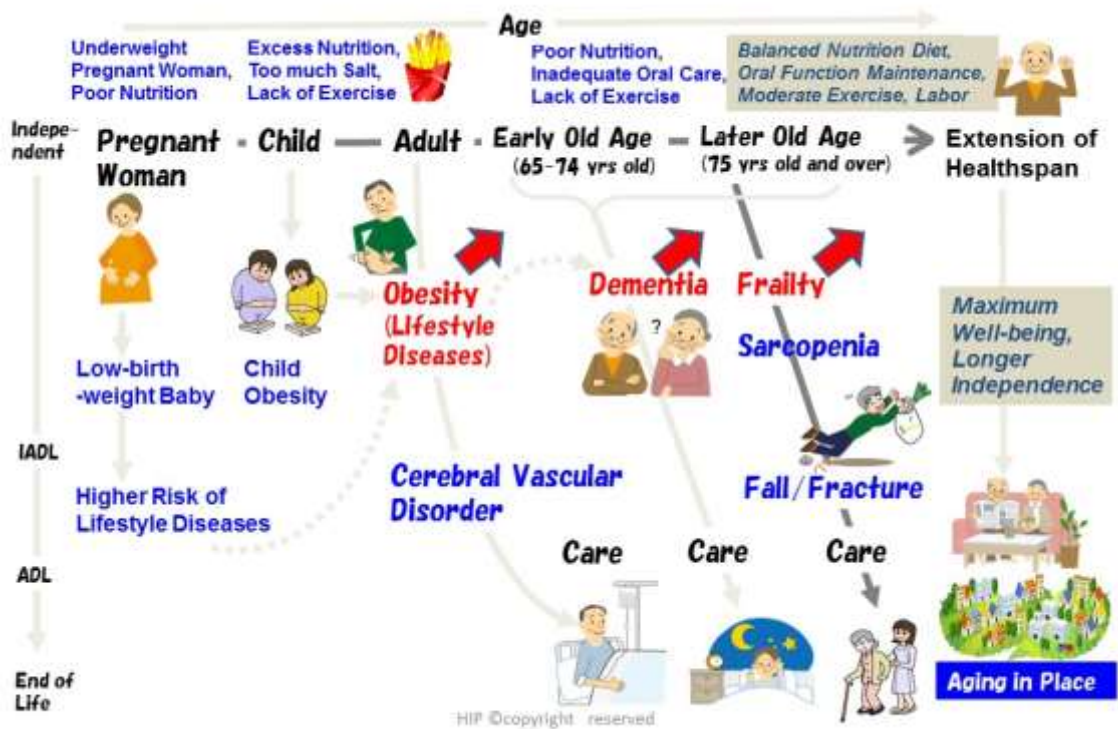 Age
Underweight
Pregnant Woman,
Poor Nutrition
Excess Nutrition,
Too much Salt,
Lack of Exercise
Poor Nutrition,
Inadequate Oral Care,
Lack of Exercise
Balanced Nutrition Diet,
Oral Function Maintenance,
Moderate Exercise, Labor
Indepe-
ndent
Pregnant
Woman
Child
Adult
Early Old Age
(65-74 yrs old)
Later Old Age
(75 yrs old and over)
Extension of
Healthspan
Obesity
(Lifestyle
Diseases)
Dementia
?
Frailty
Sarcopenia
Maximum
Well-being,
Longer
Independence
Low-birth
-weight Baby
Child
Obesity
IADL
Higher Risk of
Lifestyle Diseases
Cerebral Vascular
Disorder
Fall/Fracture
ADL
Care
Care
Care
End of
Life
Aging in Place
HIP ©copyright reserved